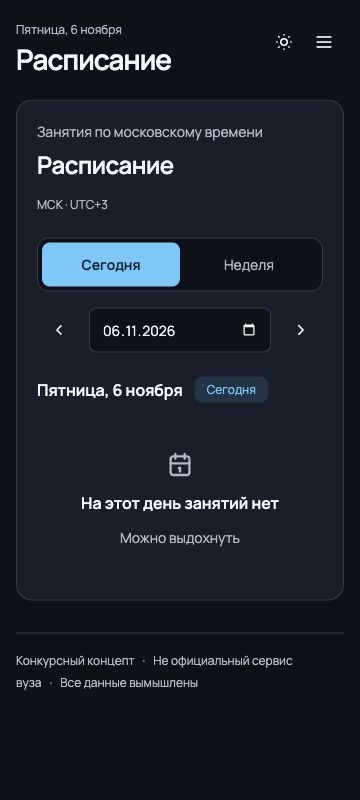 Пятница, 6 ноября
Расписание
Занятия по московскому времени
Расписание
МСК · UTC+3
Сегодня
Неделя
06.11.2026
Пятница, 6 ноября
Сегодня
На этот день занятий нет
Можно выдохнуть
Конкурсный концепт · Не официальный сервис
вуза · Все данные вымышлены